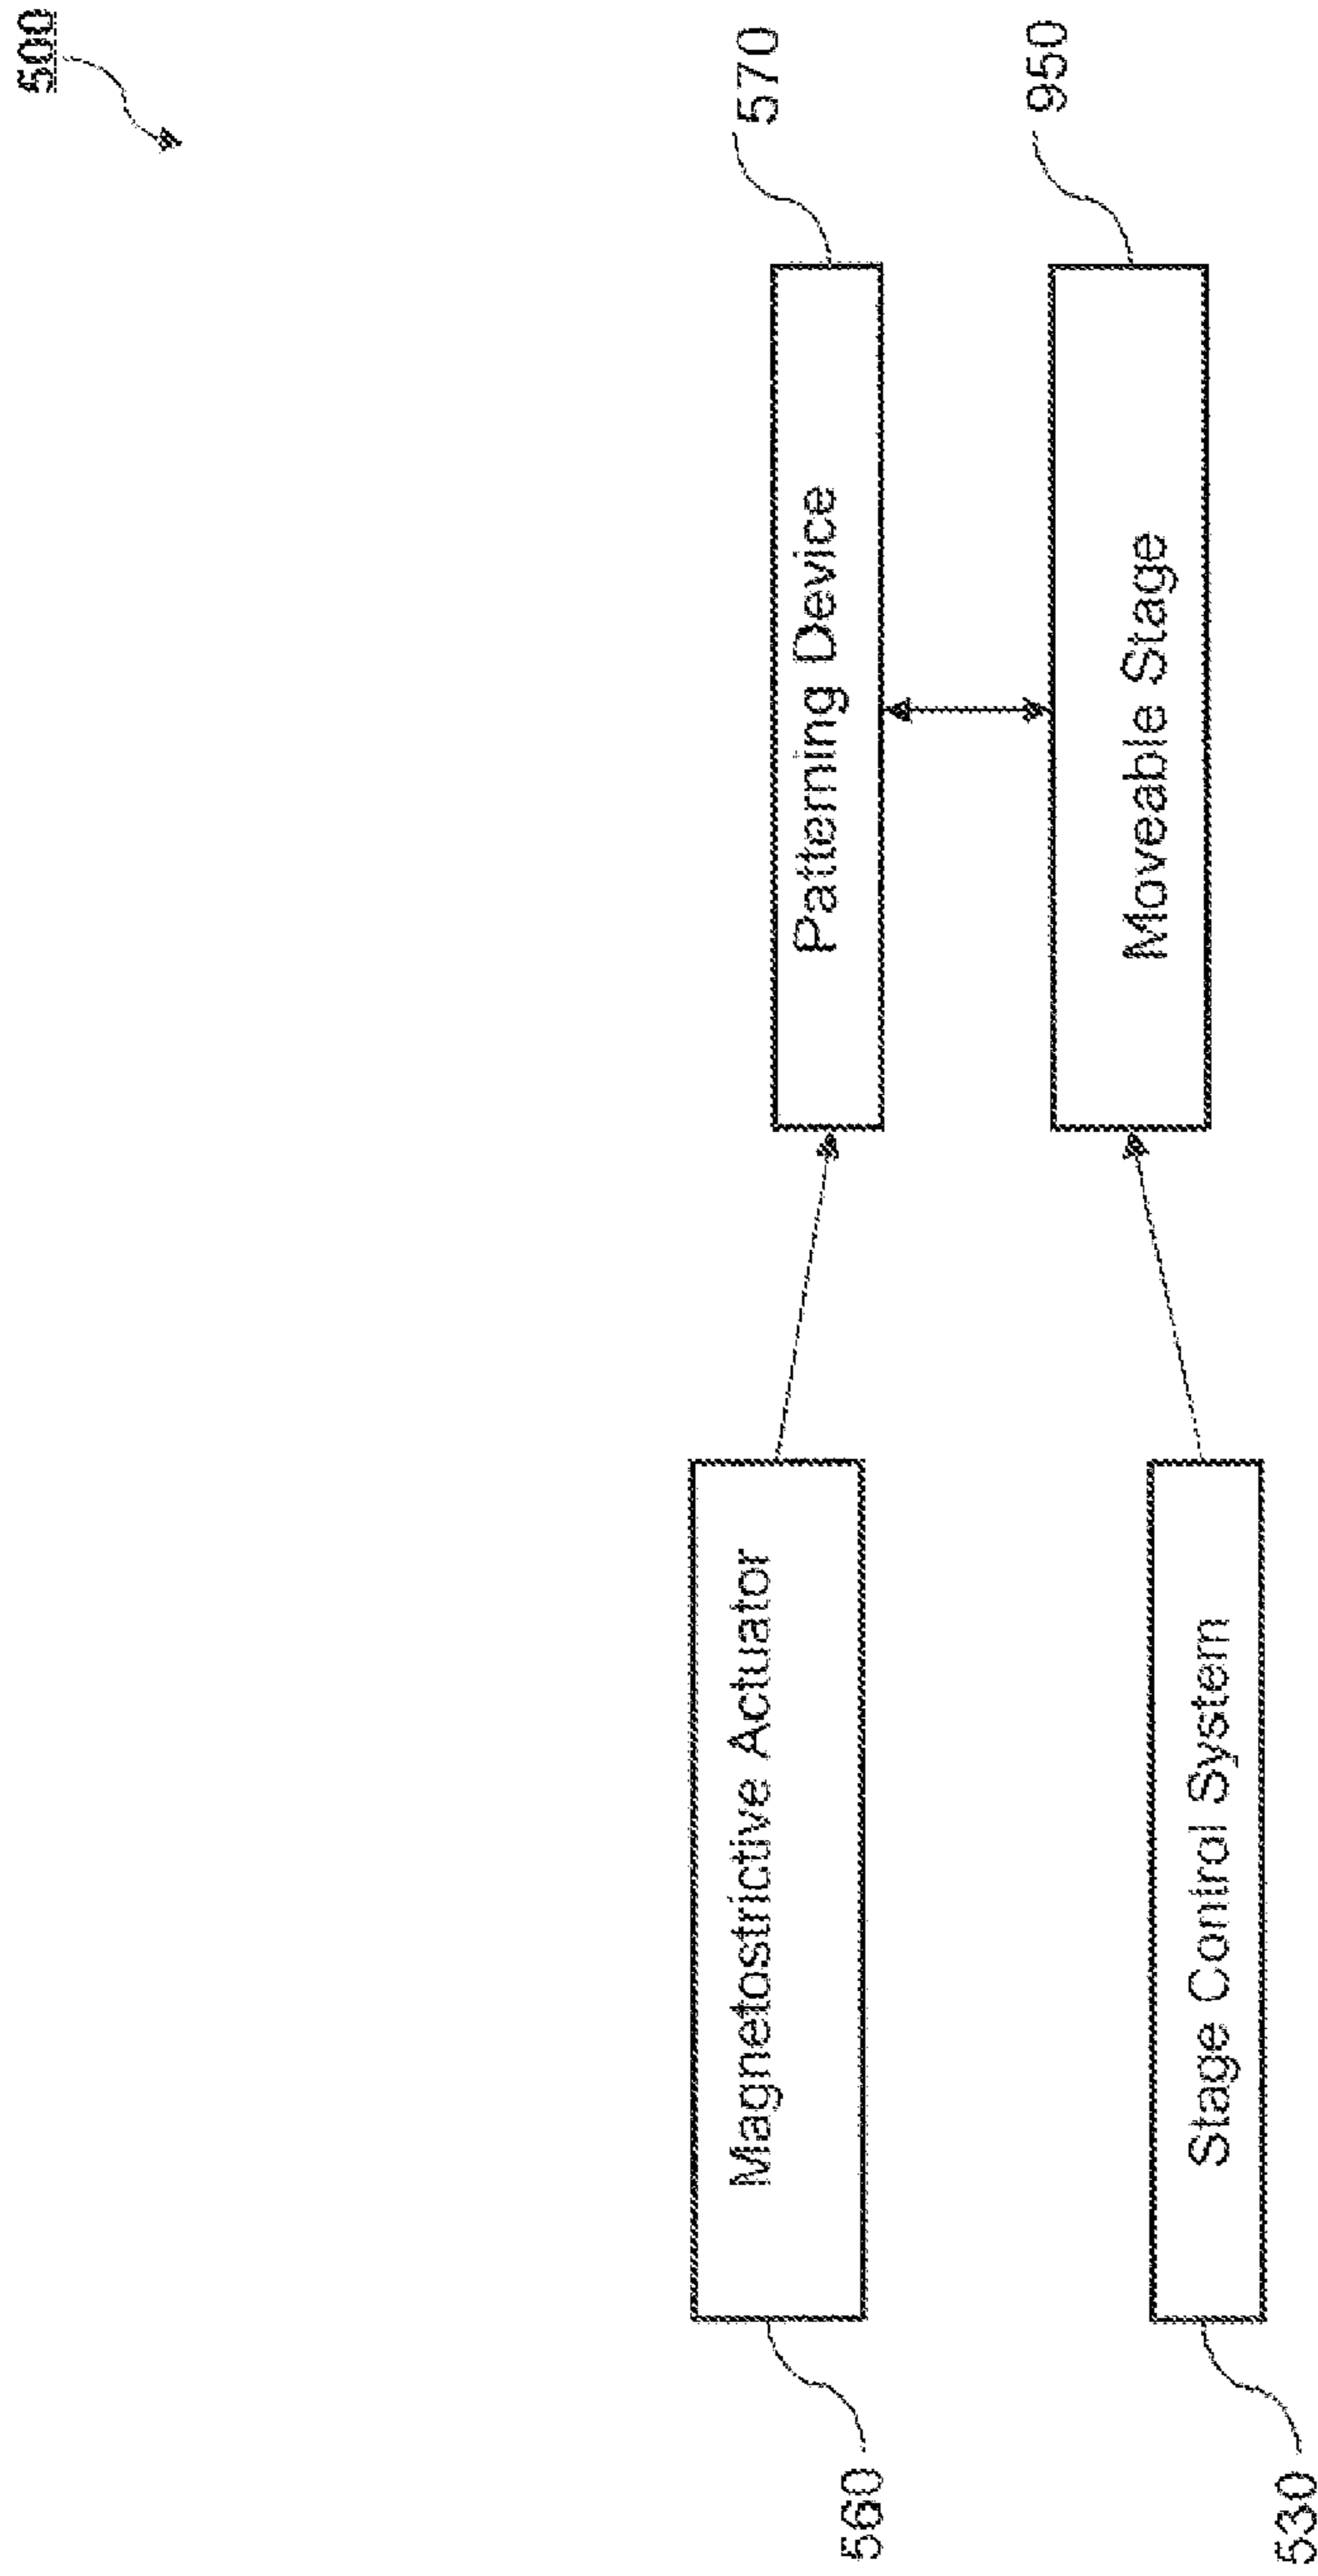 500
570
Magnetostrictive Actuator
Patterning Device
560
950
Moveable Stage
Stage Control System
530